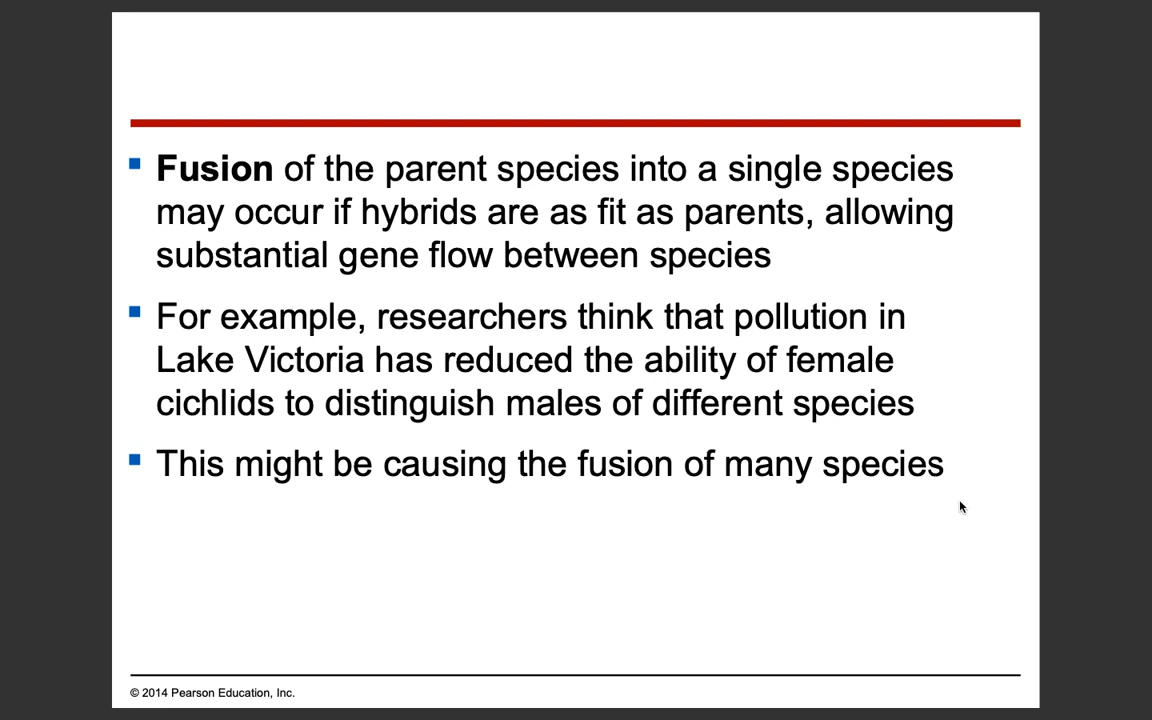 Fusion of the parent species into a single species
may occur if hybrids are as fit as parents, allowing
substantial gene flow between species
For example, researchers think that pollution in
Lake Victoria has reduced the ability of female
cichlids to distinguish males of different species
This might be causing the fusion of many species
© 2014 Pearson Education, Inc.